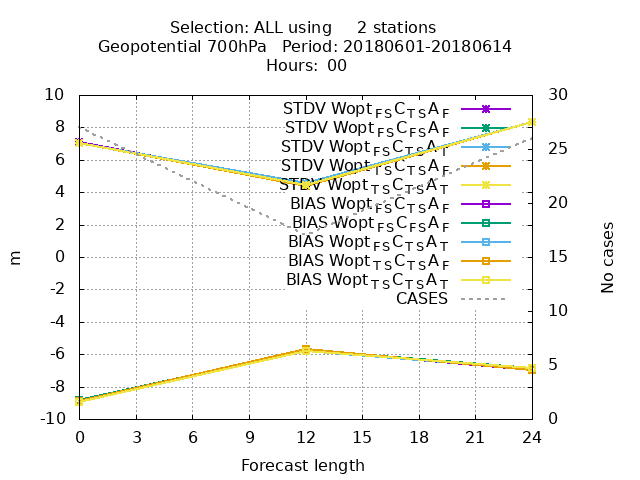 Selection: ALL using 2 stations
Geopotential 700hPa Period: 20180601-20180614
Hours: 00
10
8
6
4
2
0
-2
-4
-6
-8
-10
m
STDV Wopt_FS C_TS A_F
STDV Wopt_FS C_FS A_F
STDV Wopt_FS C_TS A_T
STDV Wopt_TS C_TS A_F
STDV Wopt_TS C_TS A_T
BIAS Wopt_FS C_TS A_F
BIAS Wopt_FS C_FS A_F
BIAS Wopt_FS C_TS A_T
BIAS Wopt_TS C_TS A_F
BIAS Wopt_TS C_TS A_T
CASES
30
25
20
15
10
5
0
No cases
0 3 6 9 12 15 18 21 24
Forecast length